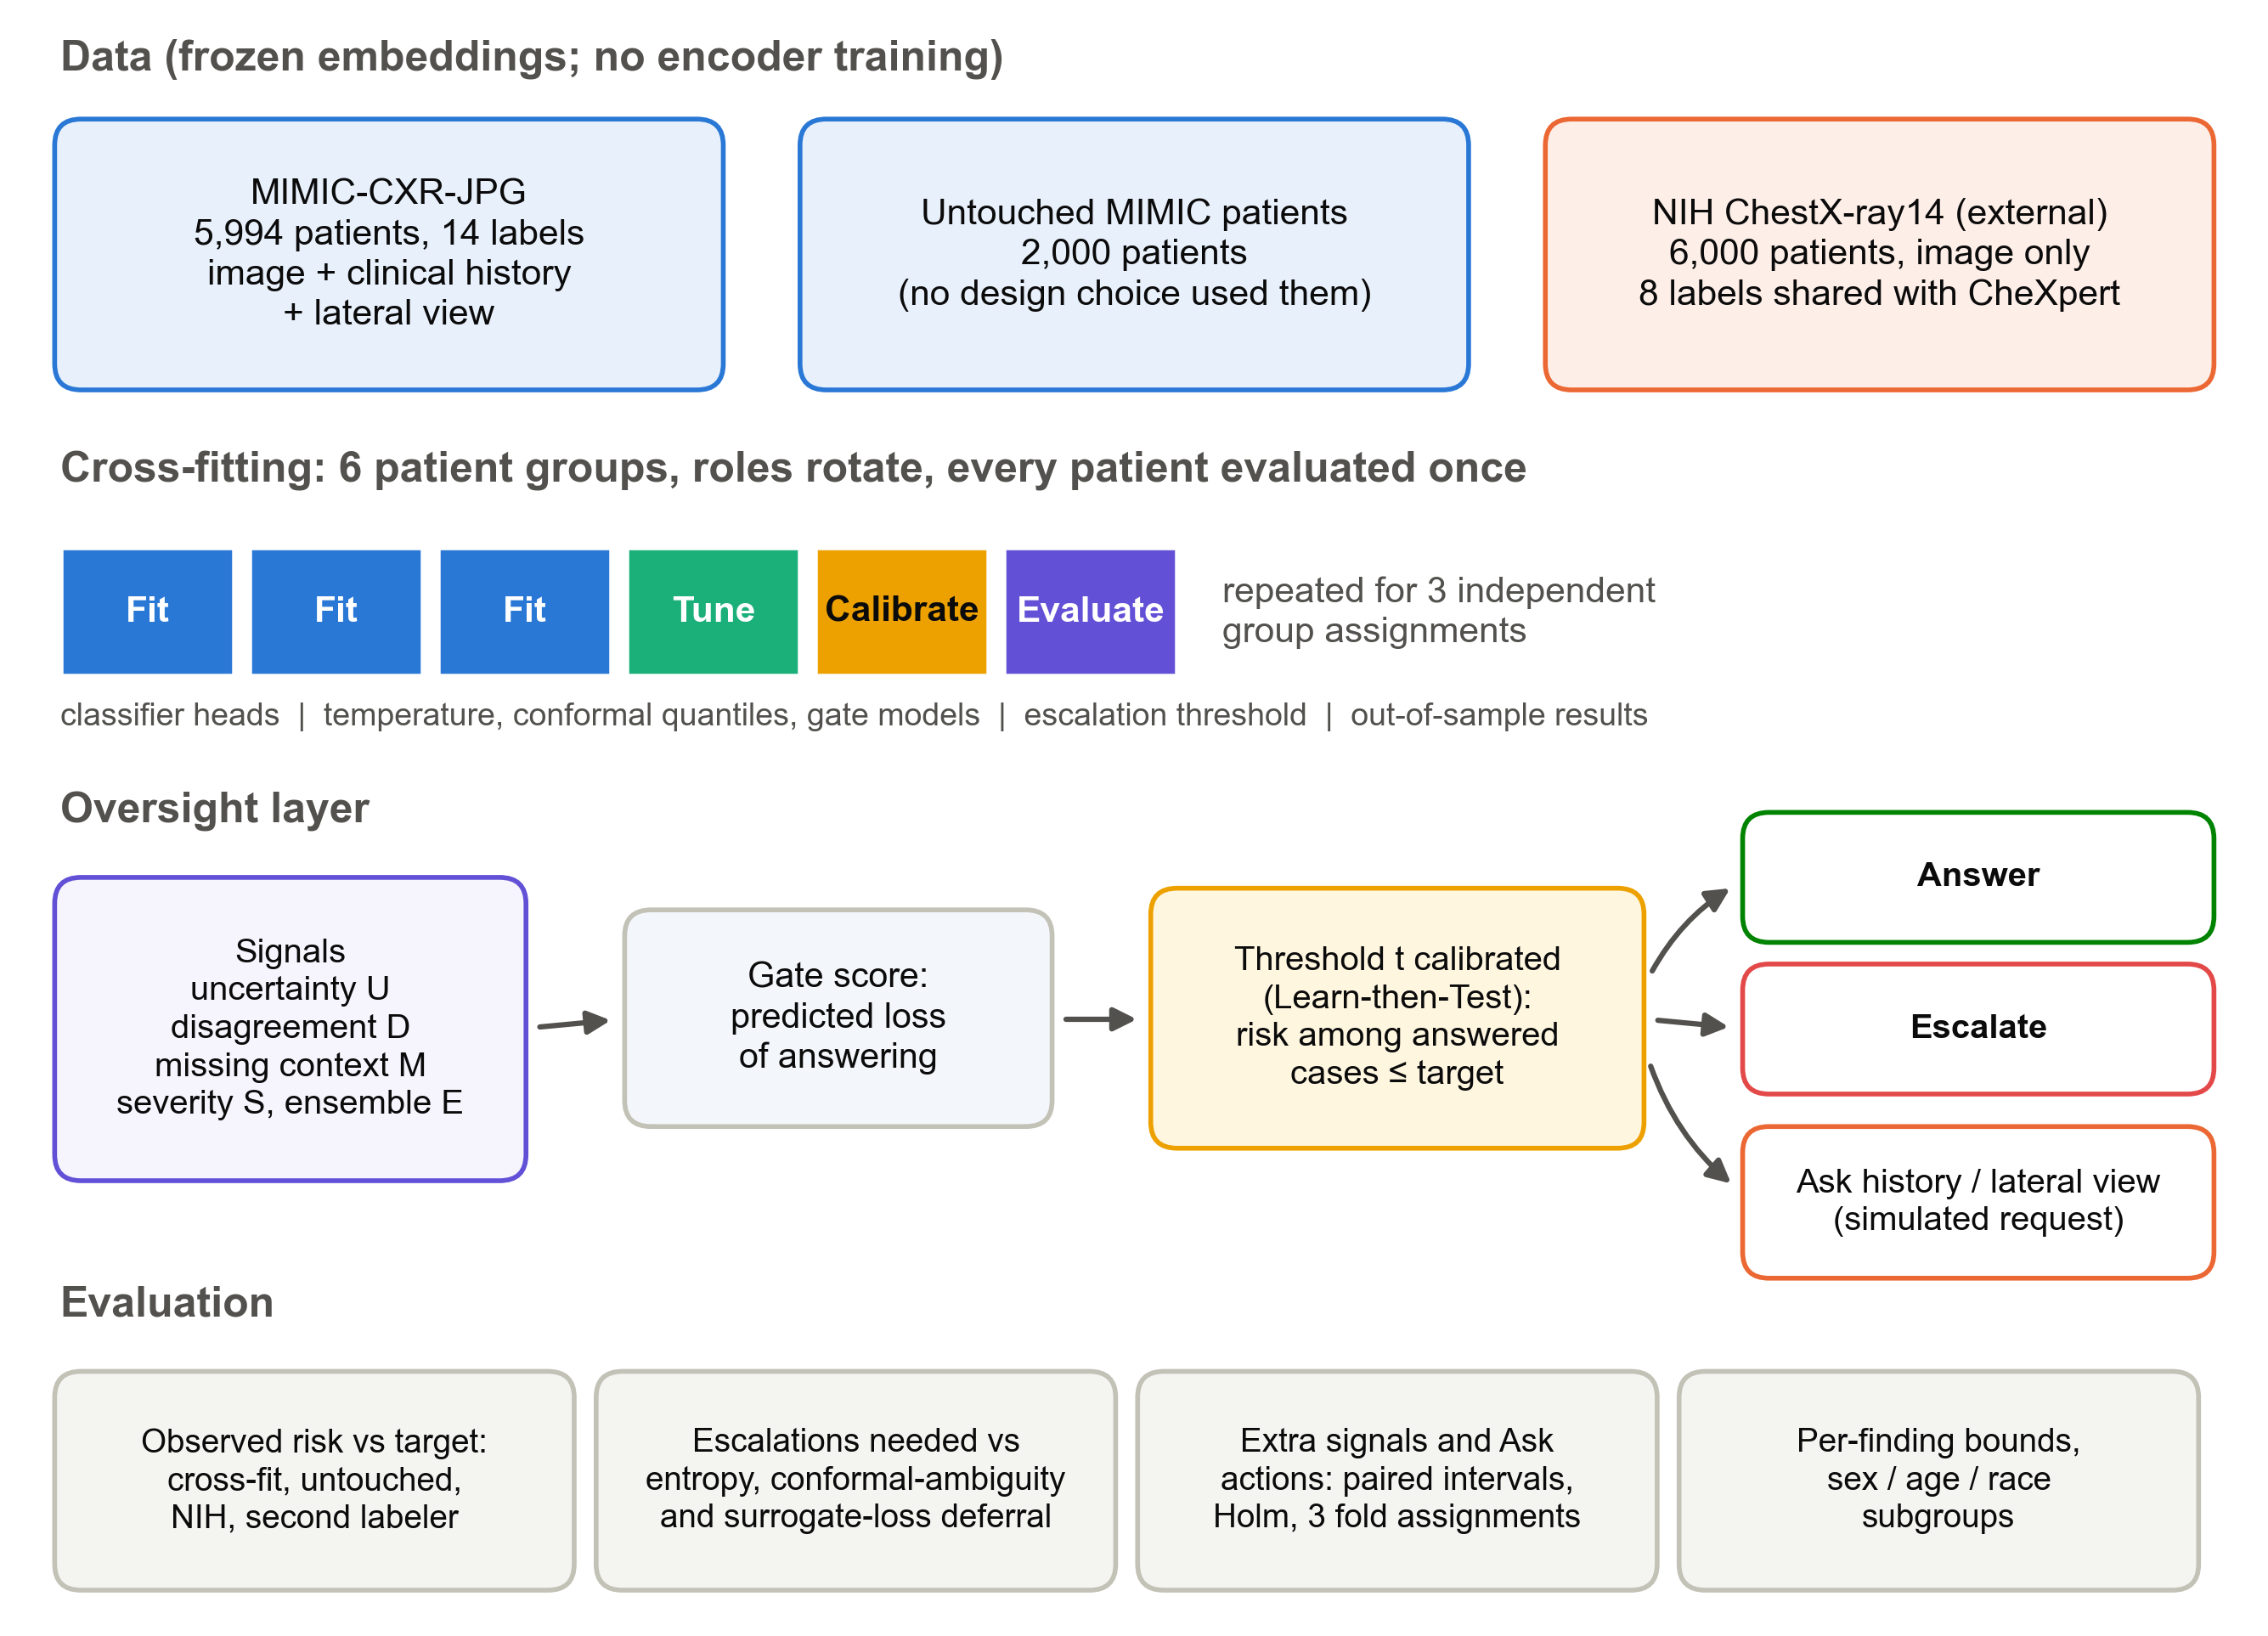 Data (frozen embeddings; no encoder training)
MIMIC-CXR-JPG
5,994 patients, 14 labels
image + clinical history
+ lateral view
Untouched MIMIC patients
2,000 patients
(no design choice used them)
NIH ChestX-ray14 (external)
6,000 patients, image only
8 labels shared with CheXpert
Cross-fitting: 6 patient groups, roles rotate, every patient evaluated once
Fit
Fit
Fit
Tune
Calibrate
Evaluate
repeated for 3 independent
group assignments
classifier heads | temperature, conformal quantiles, gate models | escalation threshold | out-of-sample results
Oversight layer
Signals
uncertainty U
disagreement D
missing context M
severity S, ensemble E
Gate score:
predicted loss
of answering
Threshold t calibrated
(Learn-then-Test):
risk among answered
cases ≤ target
Answer
Escalate
Ask history / lateral view
(simulated request)
Evaluation
Observed risk vs target:
cross-fit, untouched,
NIH, second labeler
Escalations needed vs
entropy, conformal-ambiguity
and surrogate-loss deferral
Extra signals and Ask
actions: paired intervals,
Holm, 3 fold assignments
Per-finding bounds,
sex / age / race
subgroups